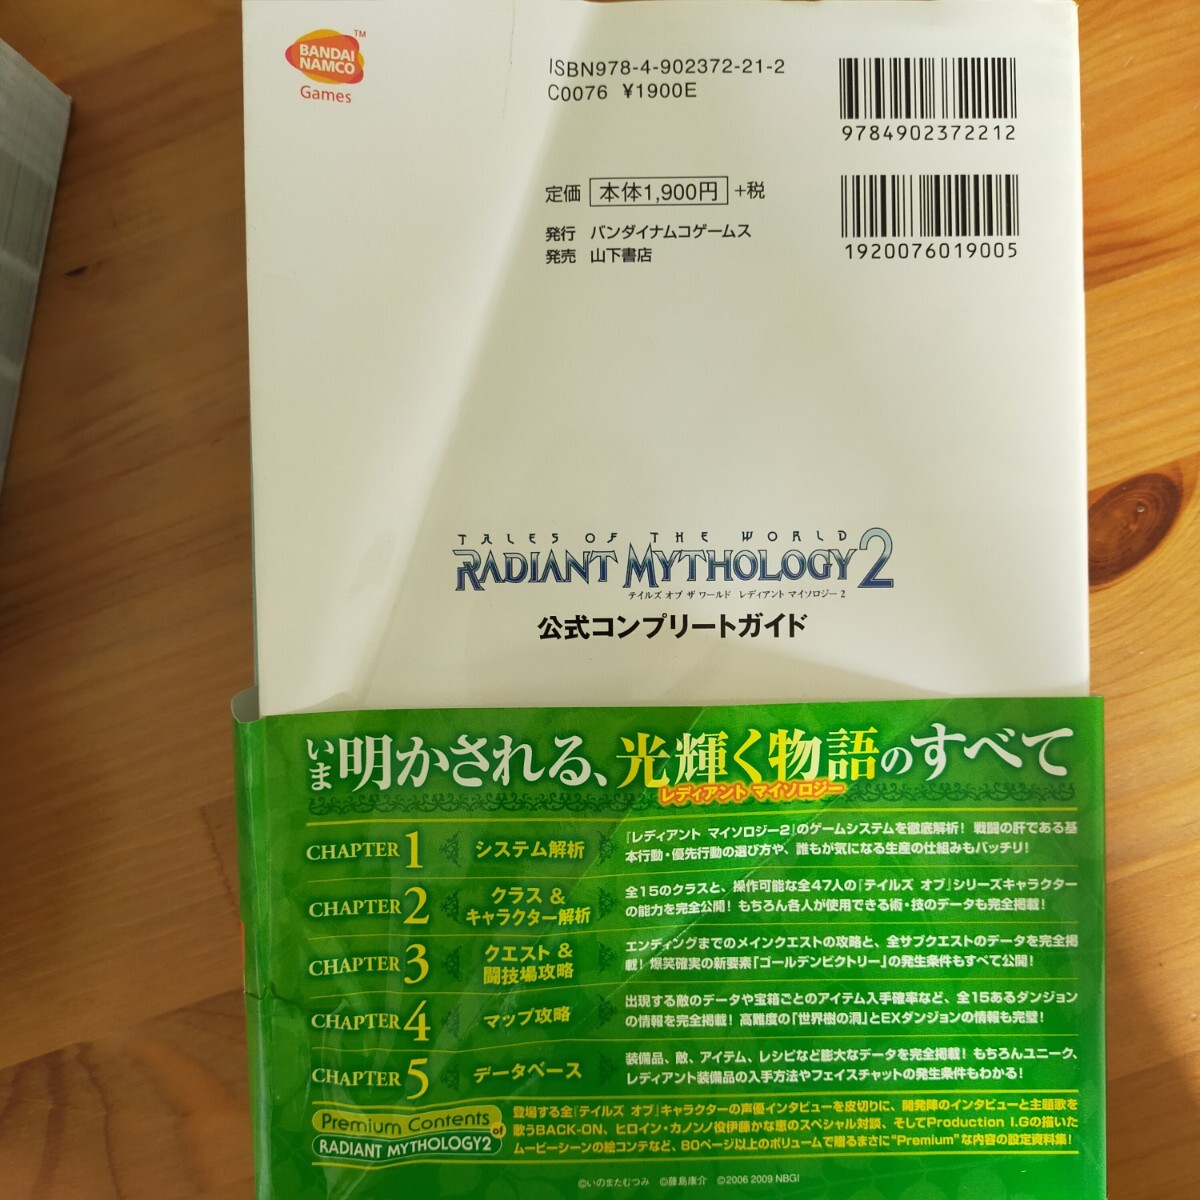 BANDAI
NAMCO
TM
Games
ISBN978-4-902372-21-2
C0076 ¥1900E
9784902372212
定価 本体1,900円 +税
発行 バンダイナムコゲームス
発売 山下書店
1920076019005
TALES OF THE WORLD
RADIANT MYTHOLOGY 2
テイルズ オブ ザ ワールド レディアント マイソロジー 2
公式コンプリートガイド
いま明かされる、光輝く物語のすべて
レディアント マイソロジー
CHAPTER 1 システム解析
『レディアント マイソロジー2』のゲームシステムを徹底解析! 戦闘の肝である基
本行動・優先行動の選び方や、誰もが気になる生産の仕組みもバッチリ!
CHAPTER 2 クラス &
キャラクター解析
全15のクラスと、操作可能な全47人の『テイルズ オブ』シリーズキャラクター
の能力を完全公開! もちろん各人が使用できる術・技のデータも完全掲載!
CHAPTER 3 クエスト &
闘技場攻略
エンディングまでのメインクエストの攻略と、全サブクエストのデータを完全掲
載! 爆笑確実の新要素「ゴールデンビクトリー」の発生条件もすべて公開!
CHAPTER 4 マップ攻略
出現する敵のデータや宝箱ごとのアイテム入手確率など、全15あるダンジョン
の情報を完全掲載! 高難度の「世界樹の洞」とEXダンジョンの情報も完璧!
CHAPTER 5 データベース
装備品、敵、アイテム、レシピなど膨大なデータを完全掲載! もちろんユニーク、
レディアント装備品の入手方法やフェイスチャットの発生条件もわかる!
Premium Contents of
RADIANT MYTHOLOGY2
登場する全『テイルズ オブ』キャラクターの声優インタビューを皮切りに、開発陣のインタビューと主題歌を
歌うBACK-ON、ヒロイン・カノンノ役伊藤かな恵のスペシャル対談、そしてProduction I.Gの描いた
ムービーシーンの絵コンテなど、80ページ以上のボリュームで贈るまさに"Premium"な内容の設定資料集!
©いのまたむつみ ©藤島康介 ©2006 2009 NBGI